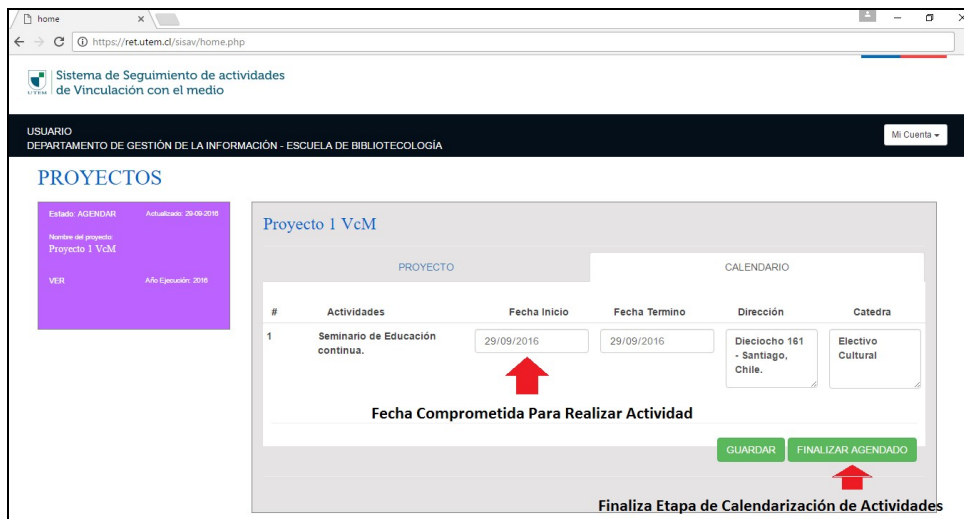 home
https://ret.utem.cl/sisav/home.php
Sistema de Seguimiento de actividades
de Vinculación con el medio
UTEM
USUARIO
DEPARTAMENTO DE GESTIÓN DE LA INFORMACIÓN - ESCUELA DE BIBLIOTECOLOGÍA
Mi Cuenta
PROYECTOS
Estado: AGENDAR Actualizado: 29-09-2016
Nombre del proyecto:
Proyecto 1 VcM
VER Año Ejecución: 2016
Proyecto 1 VcM
PROYECTO CALENDARIO
# Actividades Fecha Inicio Fecha Termino Dirección Catedra
1 Seminario de Educación continua. 29/09/2016 29/09/2016 Dieciocho 161 - Santiago, Chile. Electivo Cultural
Fecha Comprometida Para Realizar Actividad
GUARDAR FINALIZAR AGENDADO
Finaliza Etapa de Calendarización de Actividades